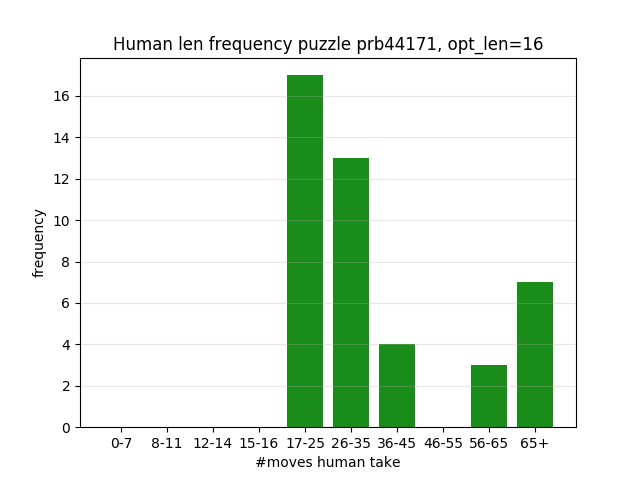 Human len frequency puzzle prb44171, opt_len=16
16
14
12
10
8
6
4
2
0
frequency
0-7 8-11 12-14 15-16 17-25 26-35 36-45 46-55 56-65 65+
#moves human take